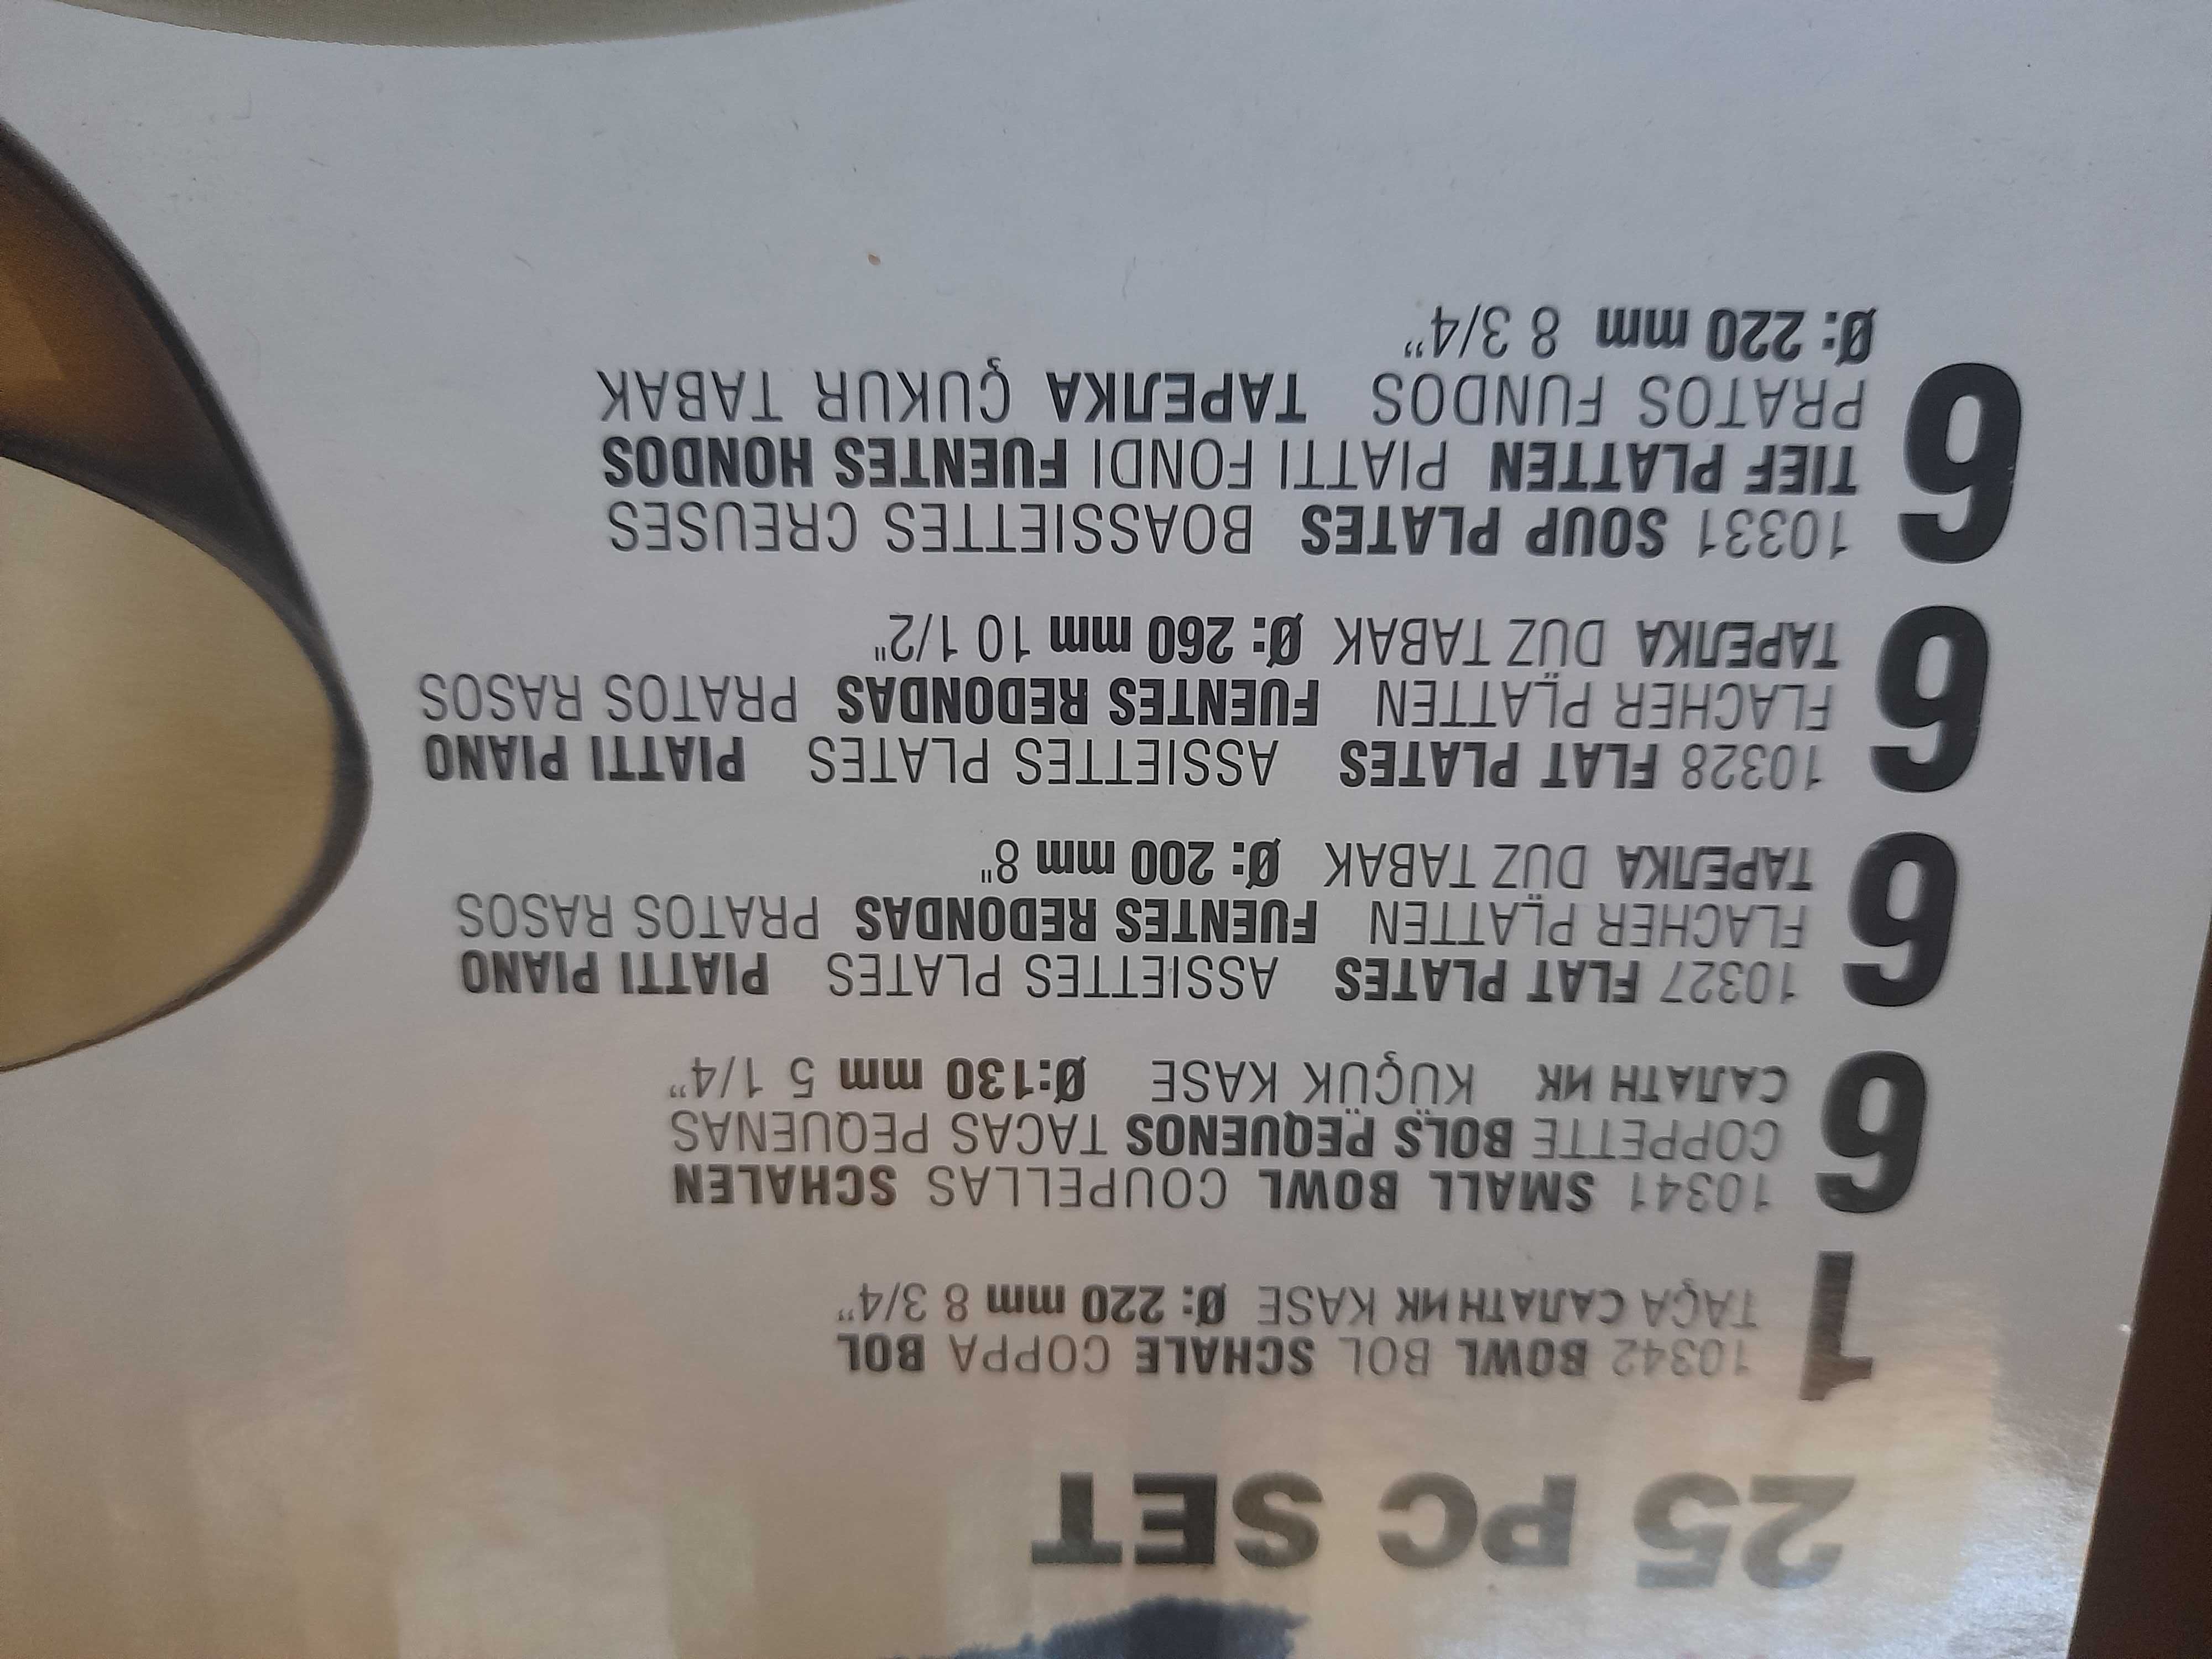 25 PC SET
1
10342 BOWL BOL SCHALE COPPA BOL
TAÇA САЛАТНИК KASE Ø: 220 mm 8 3/4”
6
10341 SMALL BOWL COUPELLAS SCHALEN
COPPETTE BOLS PEQUENOS TACAS PEQUENAS
САЛАТНИК KÜÇÜK KASE Ø:130 mm 5 1/4”
6
10327 FLAT PLATES ASSIETTES PLATES PIATTI PIANO
FLACHER PLATTEN FUENTES REDONDAS PRATOS RASOS
ТАРЕЛКА DÜZ TABAK Ø: 200 mm 8"
6
10328 FLAT PLATES ASSIETTES PLATES PIATTI PIANO
FLACHER PLATTEN FUENTES REDONDAS PRATOS RASOS
ТАРЕЛКА DÜZ TABAK Ø: 260 mm 10 1/2"
6
10331 SOUP PLATES BOASSIETTES CREUSES
TIEF PLATTEN PIATTI FONDI FUENTES HONDOS
PRATOS FUNDOS ТАРЕЛКА ÇUKUR TABAK
Ø: 220 mm 8 3/4”